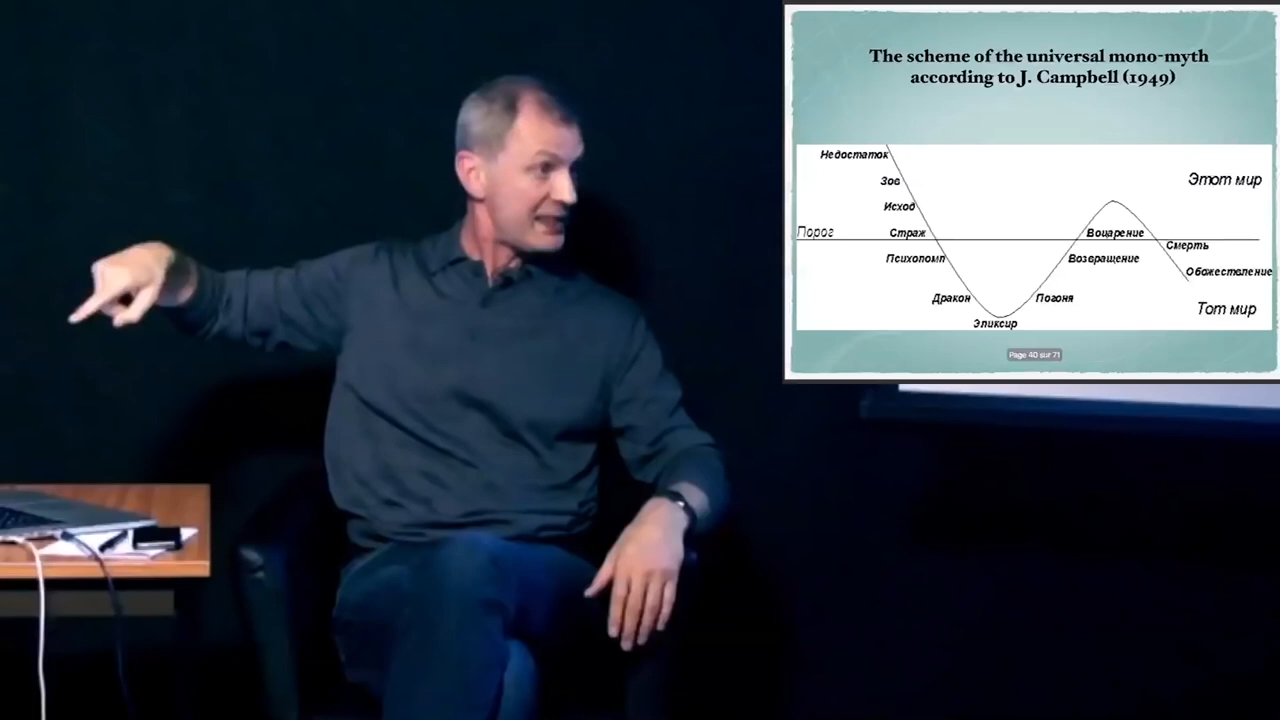 The scheme of the universal mono-myth
according to J. Campbell (1949)
Недостаток
Зов
Этот мир
Исход
Порог
Страж
Воцарение
Смерть
Психопомп
Возвращение
Обожествление
Дракон
Погоня
Тот мир
Эликсир
Page 40 sur 71